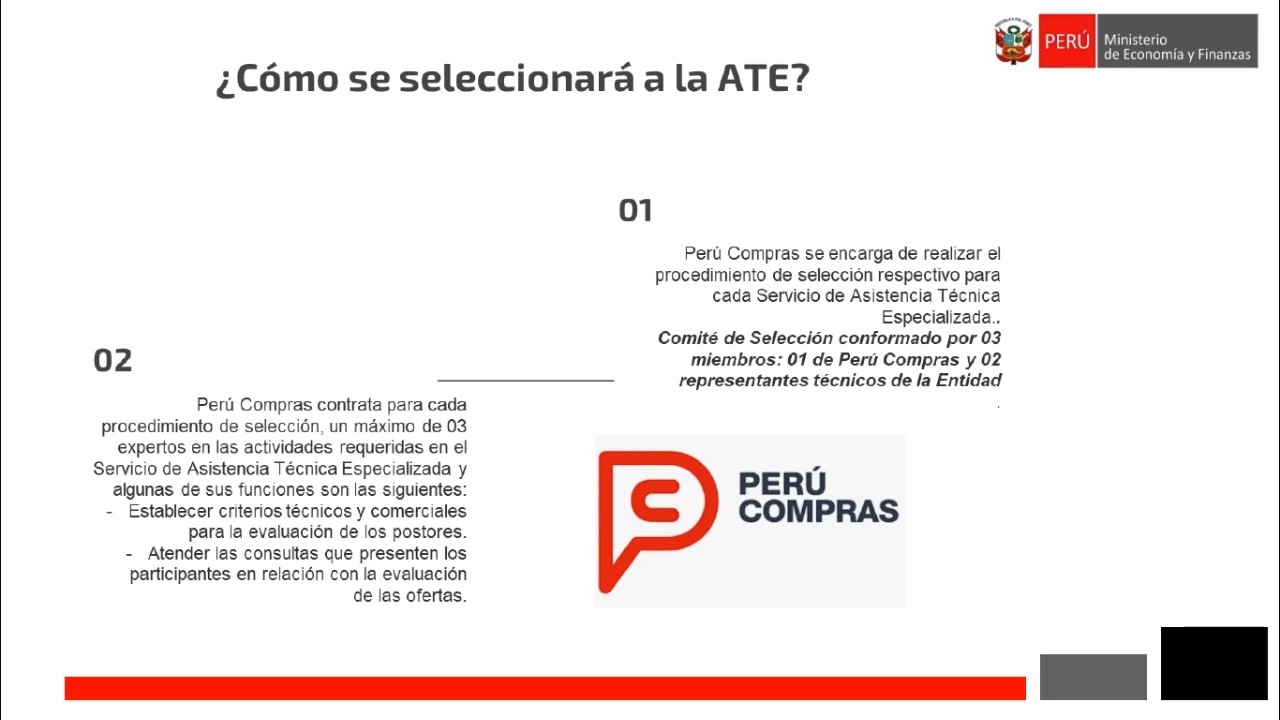 ¿Cómo se seleccionará a la ATE?
REPÚBLICA DEL PERÚ
PERÚ
Ministerio
de Economía y Finanzas
01
Perú Compras se encarga de realizar el
procedimiento de selección respectivo para
cada Servicio de Asistencia Técnica
Especializada..
Comité de Selección conformado por 03
miembros: 01 de Perú Compras y 02
representantes técnicos de la Entidad
.
02
Perú Compras contrata para cada
procedimiento de selección, un máximo de 03
expertos en las actividades requeridas en el
Servicio de Asistencia Técnica Especializada y
algunas de sus funciones son las siguientes:
- Establecer criterios técnicos y comerciales
para la evaluación de los postores.
- Atender las consultas que presenten los
participantes en relación con la evaluación
de las ofertas.
PERÚ
COMPRAS